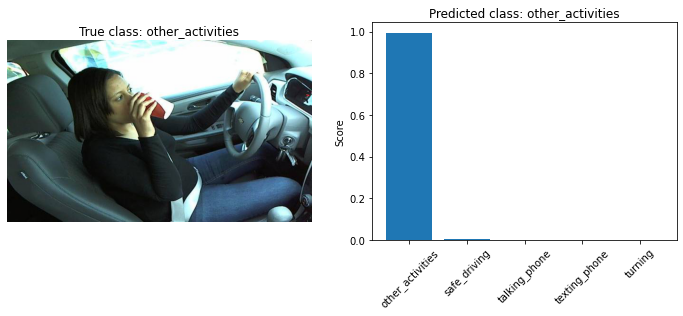 True class: other_activities
Predicted class: other_activities
Score
1.0
0.8
0.6
0.4
0.2
0.0
other_activities
safe_driving
talking_phone
texting_phone
turning